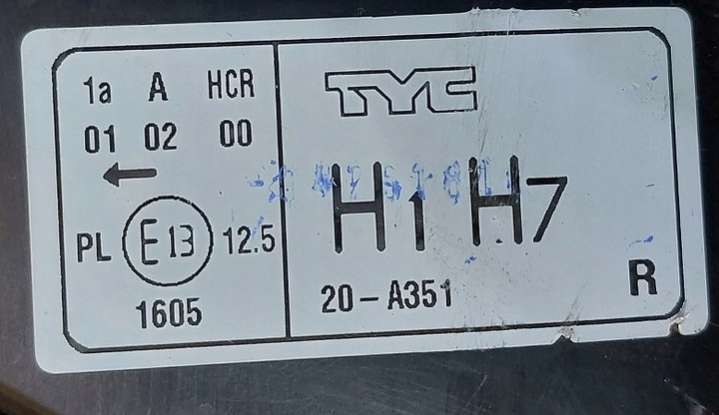 1a A HCR
01 02 00
←
PL E13 12.5
1605
TYC
H1 H7
20-A351
R